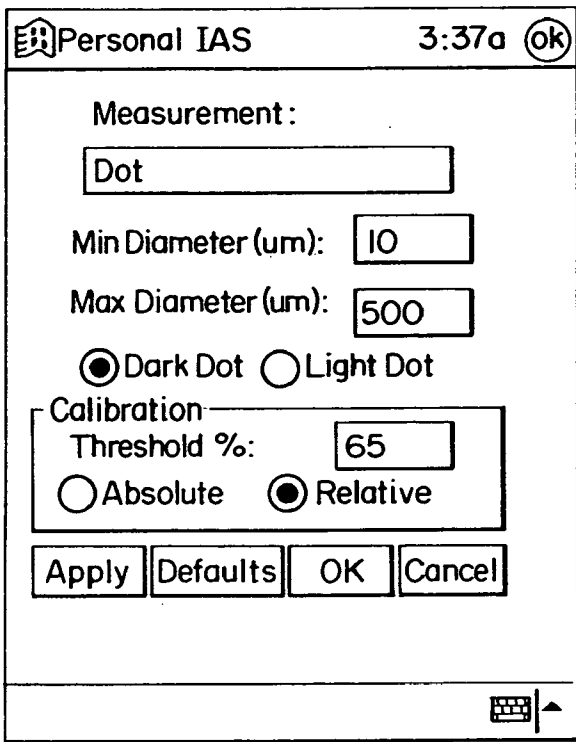 Personal IAS 3:37a ok
Measurement:
Dot
Min Diameter (um): 10
Max Diameter (um): 500
Dark Dot Light Dot
Calibration
Threshold %: 65
Absolute Relative
Apply Defaults OK Cancel